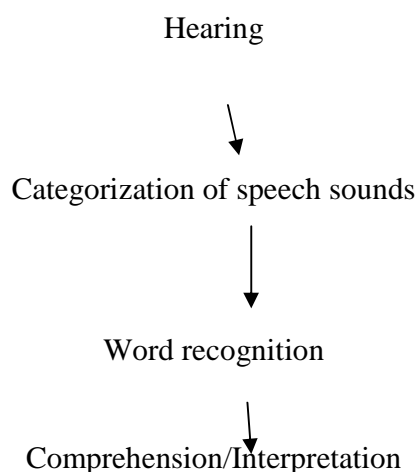 Hearing
Categorization of speech sounds
Word recognition
Comprehension/Interpretation